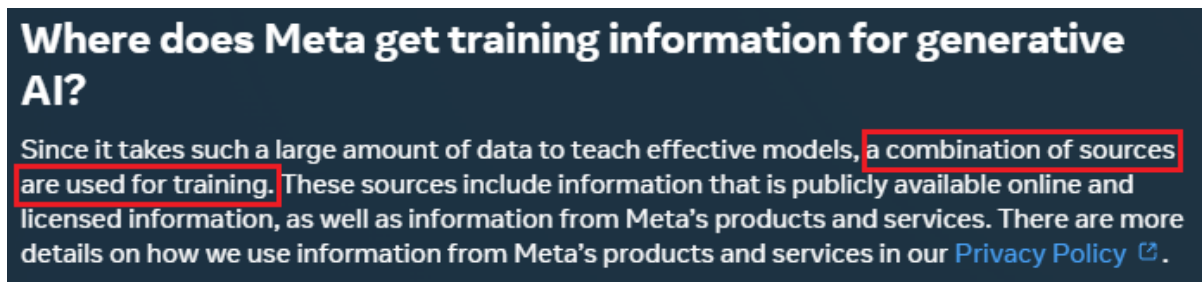 Where does Meta get training information for generative
AI?
Since it takes such a large amount of data to teach effective models, a combination of sources
are used for training. These sources include information that is publicly available online and
licensed information, as well as information from Meta's products and services. There are more
details on how we use information from Meta's products and services in our Privacy Policy.